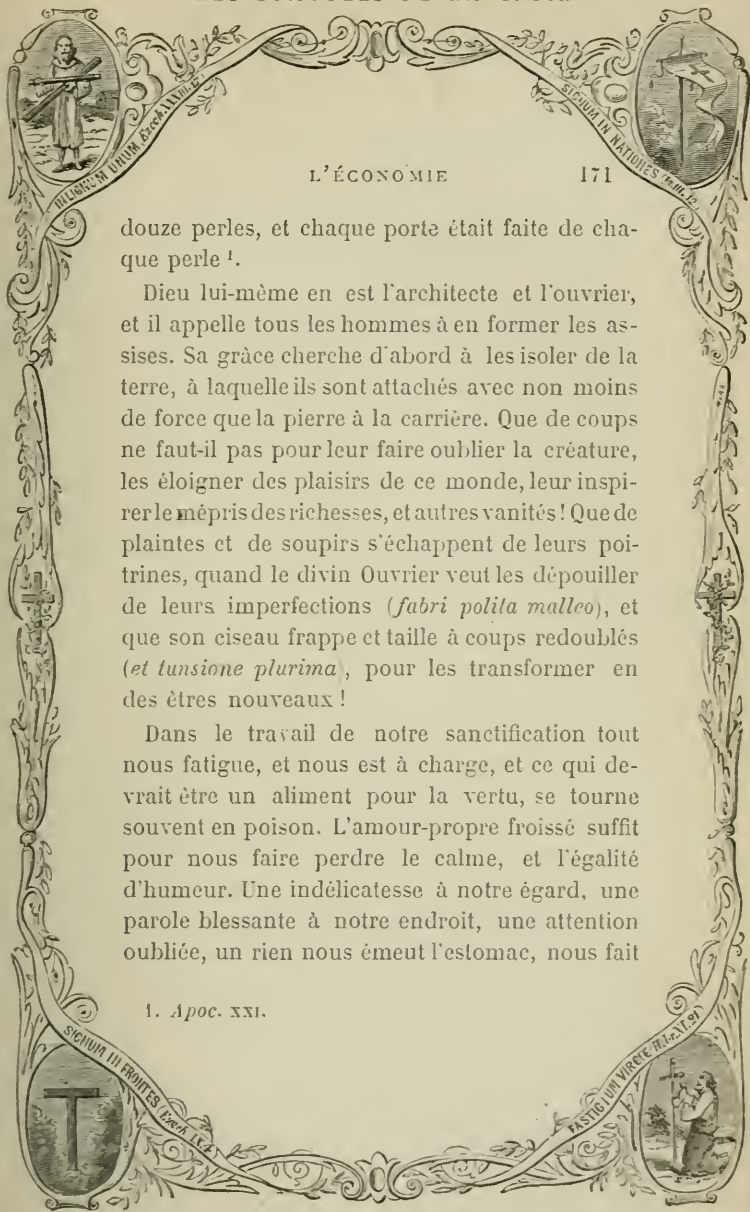 IN LIGNUM UNUM
SIGNUM IN NATIONES
L'ÉCONOMIE 171
douze perles, et chaque porte était faite de cha-
que perle ¹.
Dieu lui-même en est l'architecte et l'ouvrier,
et il appelle tous les hommes à en former les as-
sises. Sa grâce cherche d'abord à les isoler de la
terre, à laquelle ils sont attachés avec non moins
de force que la pierre à la carrière. Que de coups
ne faut-il pas pour leur faire oublier la créature,
les éloigner des plaisirs de ce monde, leur inspi-
rer le mépris des richesses, et autres vanités ! Que de
plaintes et de soupirs s'échappent de leurs poi-
trines, quand le divin Ouvrier veut les dépouiller
de leurs imperfections (fabri polita malleo), et
que son ciseau frappe et taille à coups redoublés
(et tunsione plurima , pour les transformer en
des êtres nouveaux !
Dans le travail de notre sanctification tout
nous fatigue, et nous est à charge, et ce qui de-
vrait être un aliment pour la vertu, se tourne
souvent en poison. L'amour-propre froissé suffit
pour nous faire perdre le calme, et l'égalité
d'humeur. Une indélicatesse à notre égard, une
parole blessante à notre endroit, une attention
oubliée, un rien nous émeut l'estomac, nous fait
1. Apoc. XXI.
SIGNUM IN FRONTES
FASTIGIUM VIRGÆ